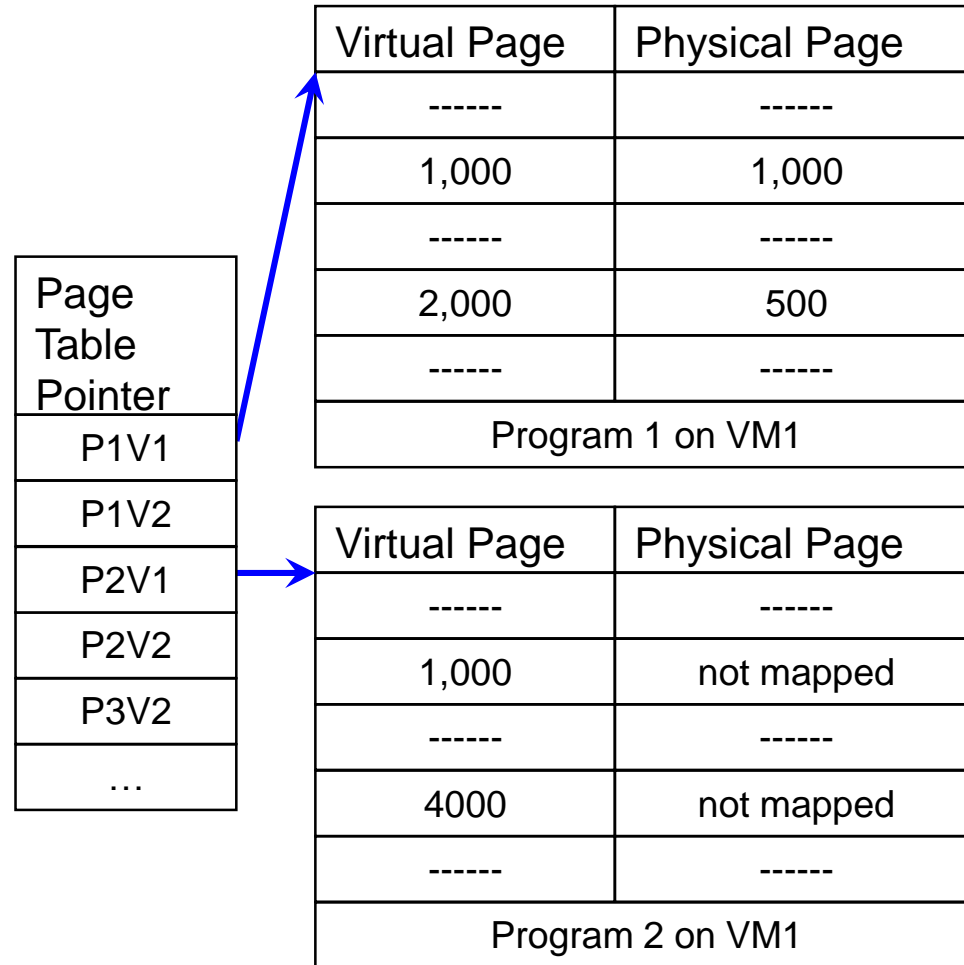 Page
Table
Pointer
P1V1
P1V2
P2V1
P2V2
P3V2
…
Virtual Page Physical Page
------ ------
1,000 1,000
------ ------
2,000 500
------ ------
Program 1 on VM1
Virtual Page Physical Page
------ ------
1,000 not mapped
------ ------
4000 not mapped
------ ------
Program 2 on VM1